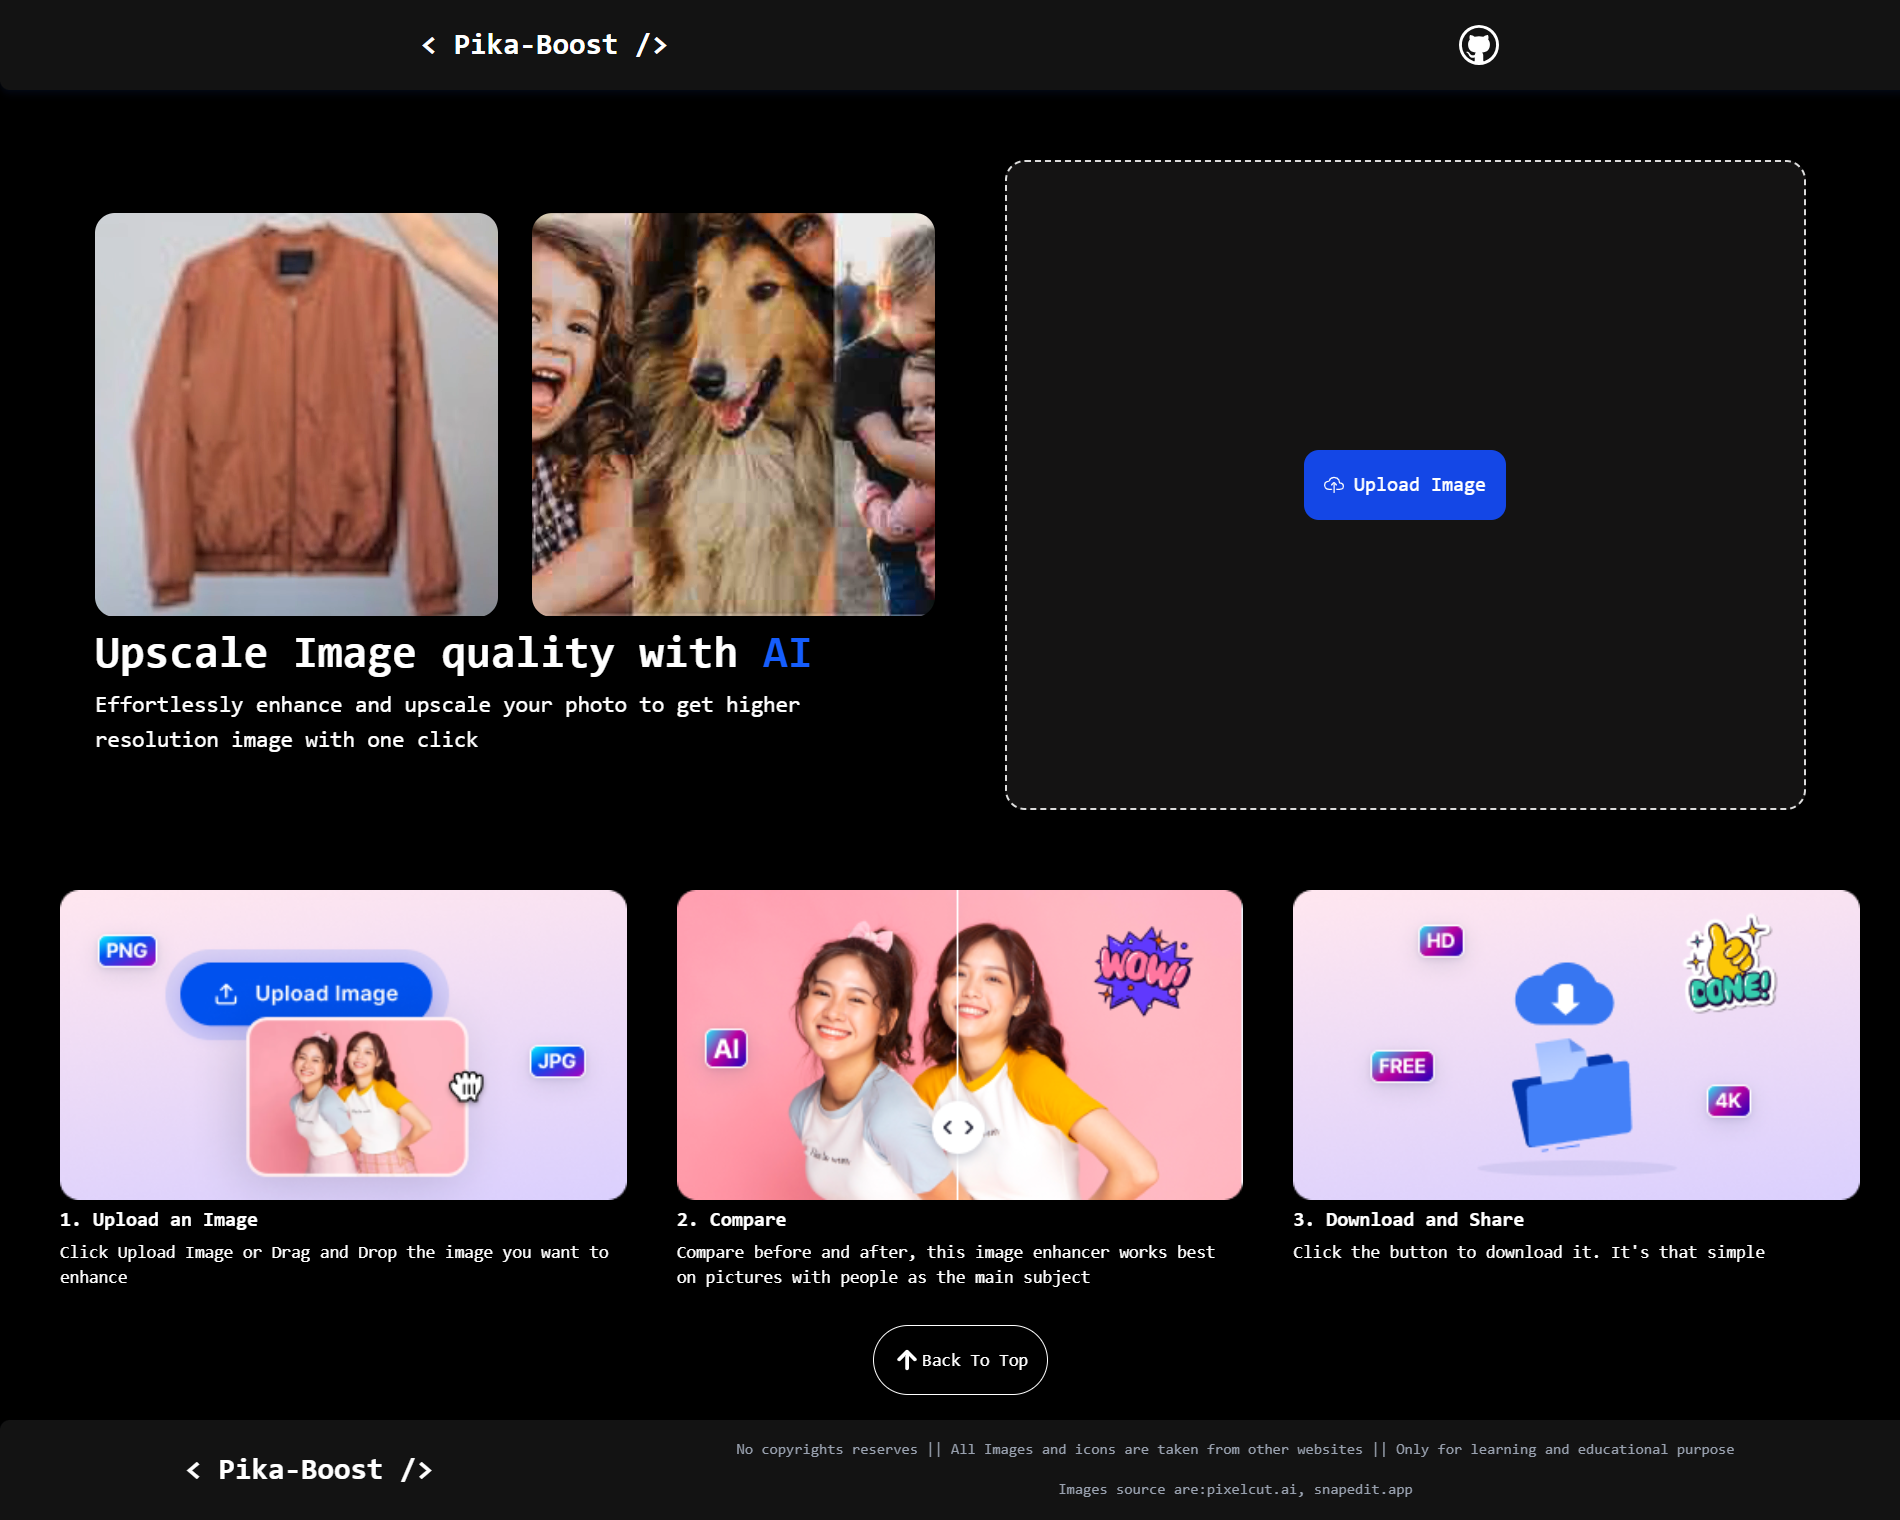 < Pika-Boost />
Upload Image
Upscale Image quality with AI
Effortlessly enhance and upscale your photo to get higher
resolution image with one click
PNG
Upload Image
JPG
1. Upload an Image
Click Upload Image or Drag and Drop the image you want to
enhance
WOW!
AI
2. Compare
Compare before and after, this image enhancer works best
on pictures with people as the main subject
HD
DONE!
FREE
4K
3. Download and Share
Click the button to download it. It's that simple
Back To Top
< Pika-Boost />
No copyrights reserves || All Images and icons are taken from other websites || Only for learning and educational purpose
Images source are:pixelcut.ai, snapedit.app